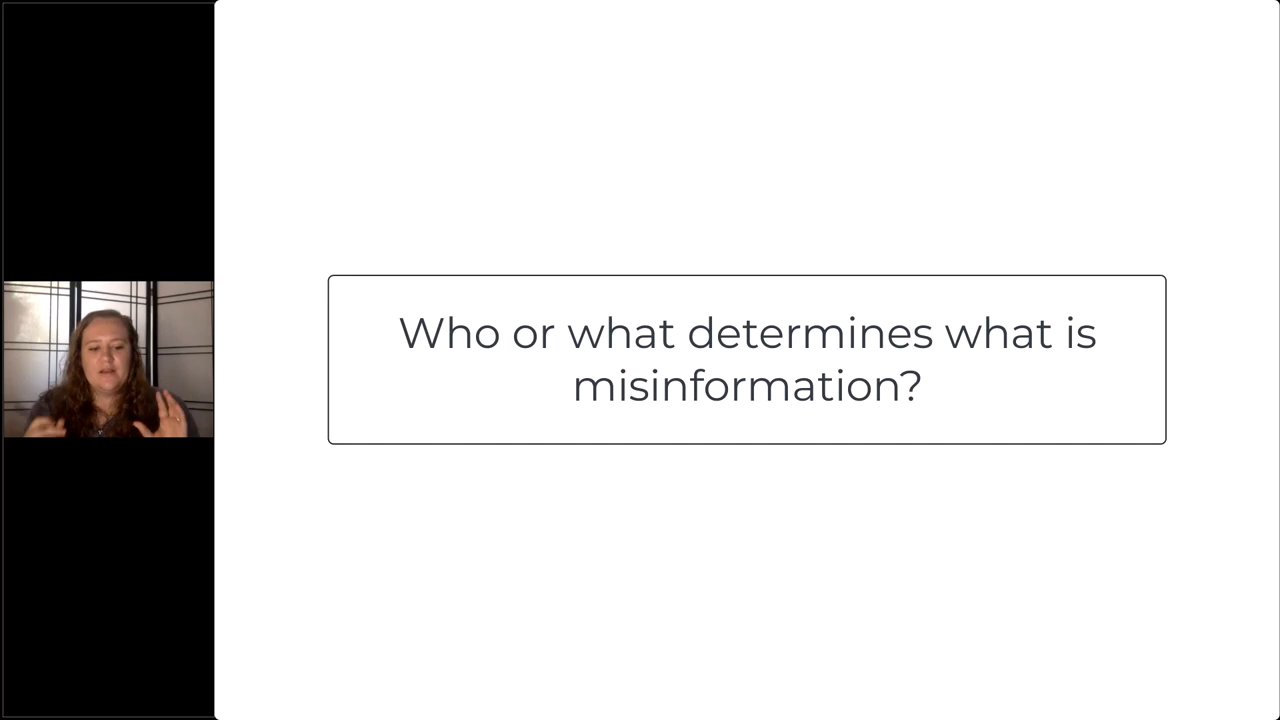 Who or what determines what is
misinformation?